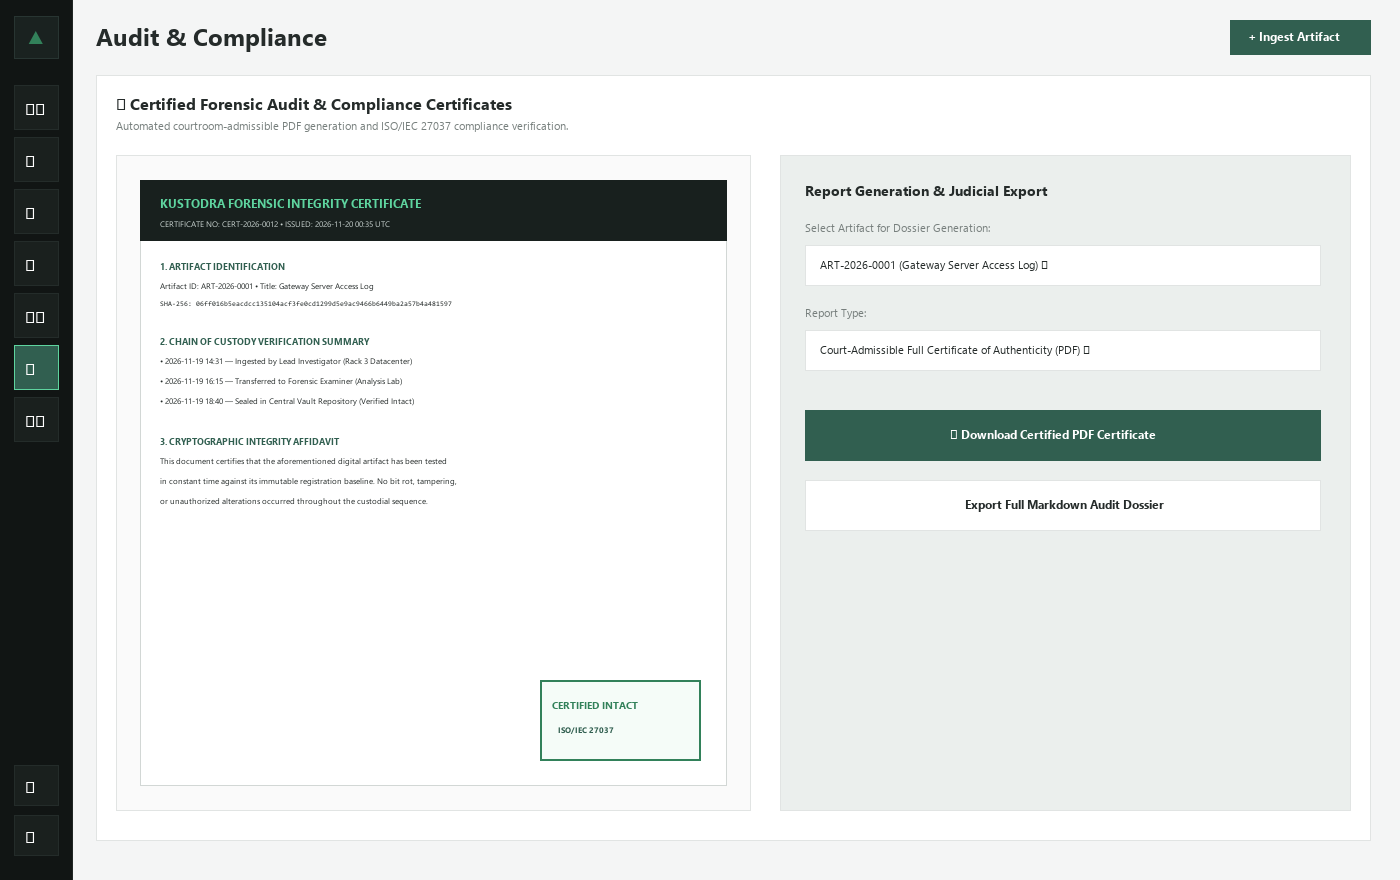 Audit & Compliance
+ Ingest Artifact
Certified Forensic Audit & Compliance Certificates
Automated courtroom-admissible PDF generation and ISO/IEC 27037 compliance verification.
KUSTODRA FORENSIC INTEGRITY CERTIFICATE
CERTIFICATE NO: CERT-2026-0012 • ISSUED: 2026-11-20 00:35 UTC
1. ARTIFACT IDENTIFICATION
Artifact ID: ART-2026-0001 • Title: Gateway Server Access Log
SHA-256: 06ff016b5eacdcc135104acf3fe0cd1299d5e9ac9466b6449ba2a57b4a481597
2. CHAIN OF CUSTODY VERIFICATION SUMMARY
• 2026-11-19 14:31 — Ingested by Lead Investigator (Rack 3 Datacenter)
• 2026-11-19 16:15 — Transferred to Forensic Examiner (Analysis Lab)
• 2026-11-19 18:40 — Sealed in Central Vault Repository (Verified Intact)
3. CRYPTOGRAPHIC INTEGRITY AFFIDAVIT
This document certifies that the aforementioned digital artifact has been tested
in constant time against its immutable registration baseline. No bit rot, tampering,
or unauthorized alterations occurred throughout the custodial sequence.
CERTIFIED INTACT
ISO/IEC 27037
Report Generation & Judicial Export
Select Artifact for Dossier Generation:
ART-2026-0001 (Gateway Server Access Log)
Report Type:
Court-Admissible Full Certificate of Authenticity (PDF)
Download Certified PDF Certificate
Export Full Markdown Audit Dossier